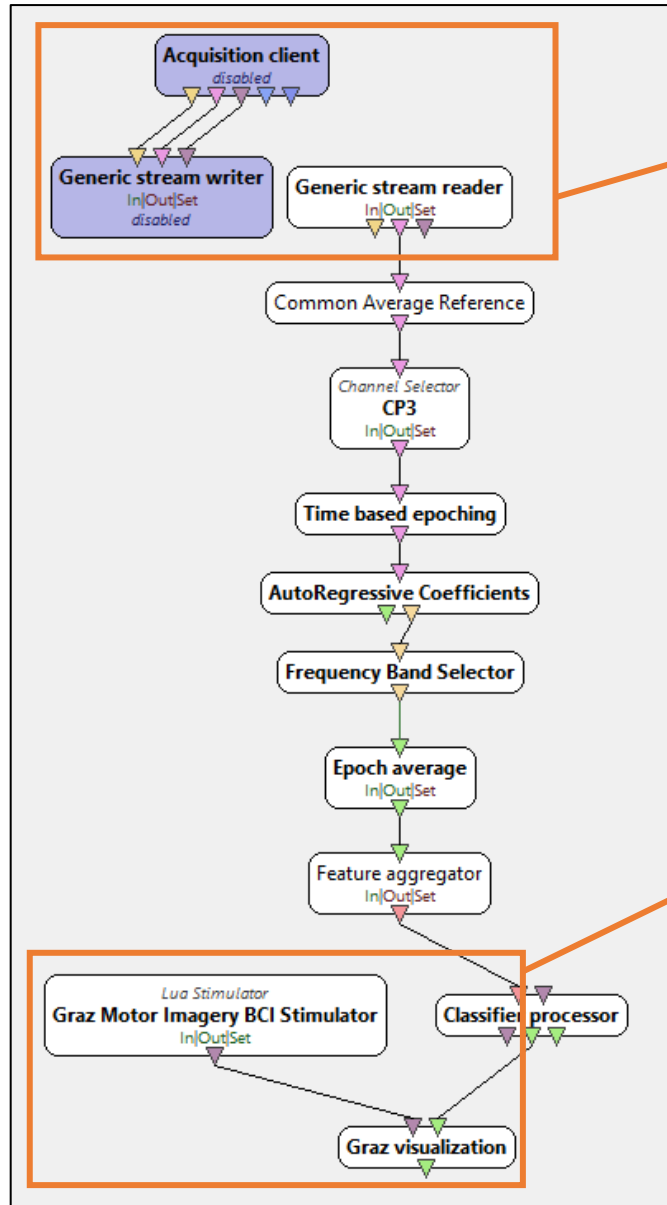 Acquisition client
disabled
Generic stream writer
In|Out|Set
disabled
Generic stream reader
In|Out|Set
Common Average Reference
Channel Selector
CP3
In|Out|Set
Time based epoching
AutoRegressive Coefficients
Frequency Band Selector
Epoch average
In|Out|Set
Feature aggregator
In|Out|Set
Lua Stimulator
Graz Motor Imagery BCI Stimulator
In|Out|Set
Classifier processor
Graz visualization